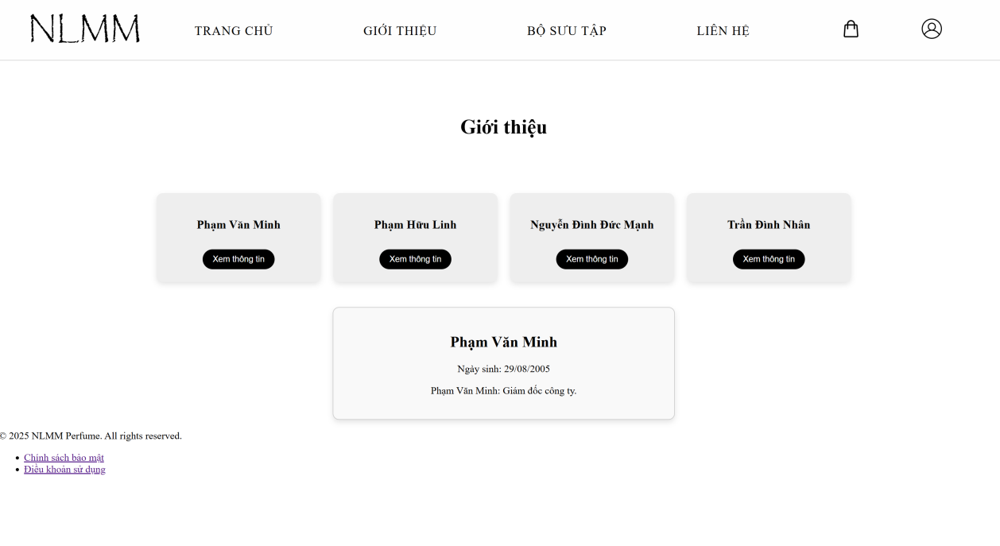 NLMM
TRANG CHỦ
GIỚI THIỆU
BỘ SƯU TẬP
LIÊN HỆ
Giới thiệu
Phạm Văn Minh
Phạm Hữu Linh
Nguyễn Đình Đức Mạnh
Trần Đình Nhân
Xem thông tin
Xem thông tin
Xem thông tin
Xem thông tin
Phạm Văn Minh
Ngày sinh: 29/08/2005
Phạm Văn Minh: Giám đốc công ty.
© 2025 NLMM Perfume. All rights reserved.
• Chính sách bảo mật
• Điều khoản sử dụng